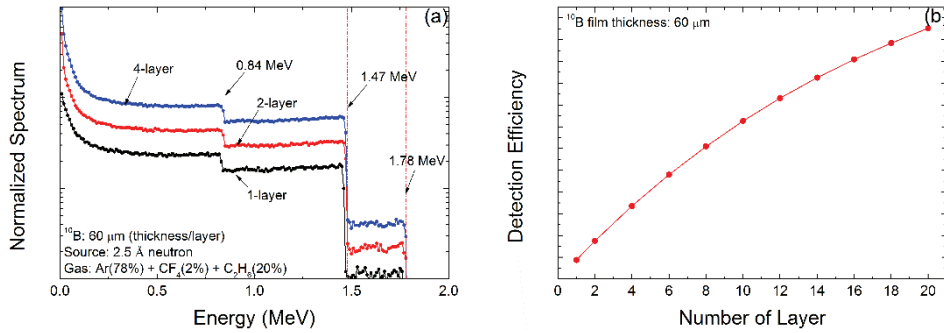 (a)
4-layer
0.84 MeV
1.47 MeV
2-layer
1.78 MeV
1-layer
¹⁰B: 60 μm (thickness/layer)
Source: 2.5 Å neutron
Gas: Ar(78%) + CF₄(2%) + C₂H₆(20%)
Normalized Spectrum
0.0 0.5 1.0 1.5 2.0
Energy (MeV)
(b)
¹⁰B film thickness: 60 μm
Detection Efficiency
0 2 4 6 8 10 12 14 16 18 20
Number of Layer